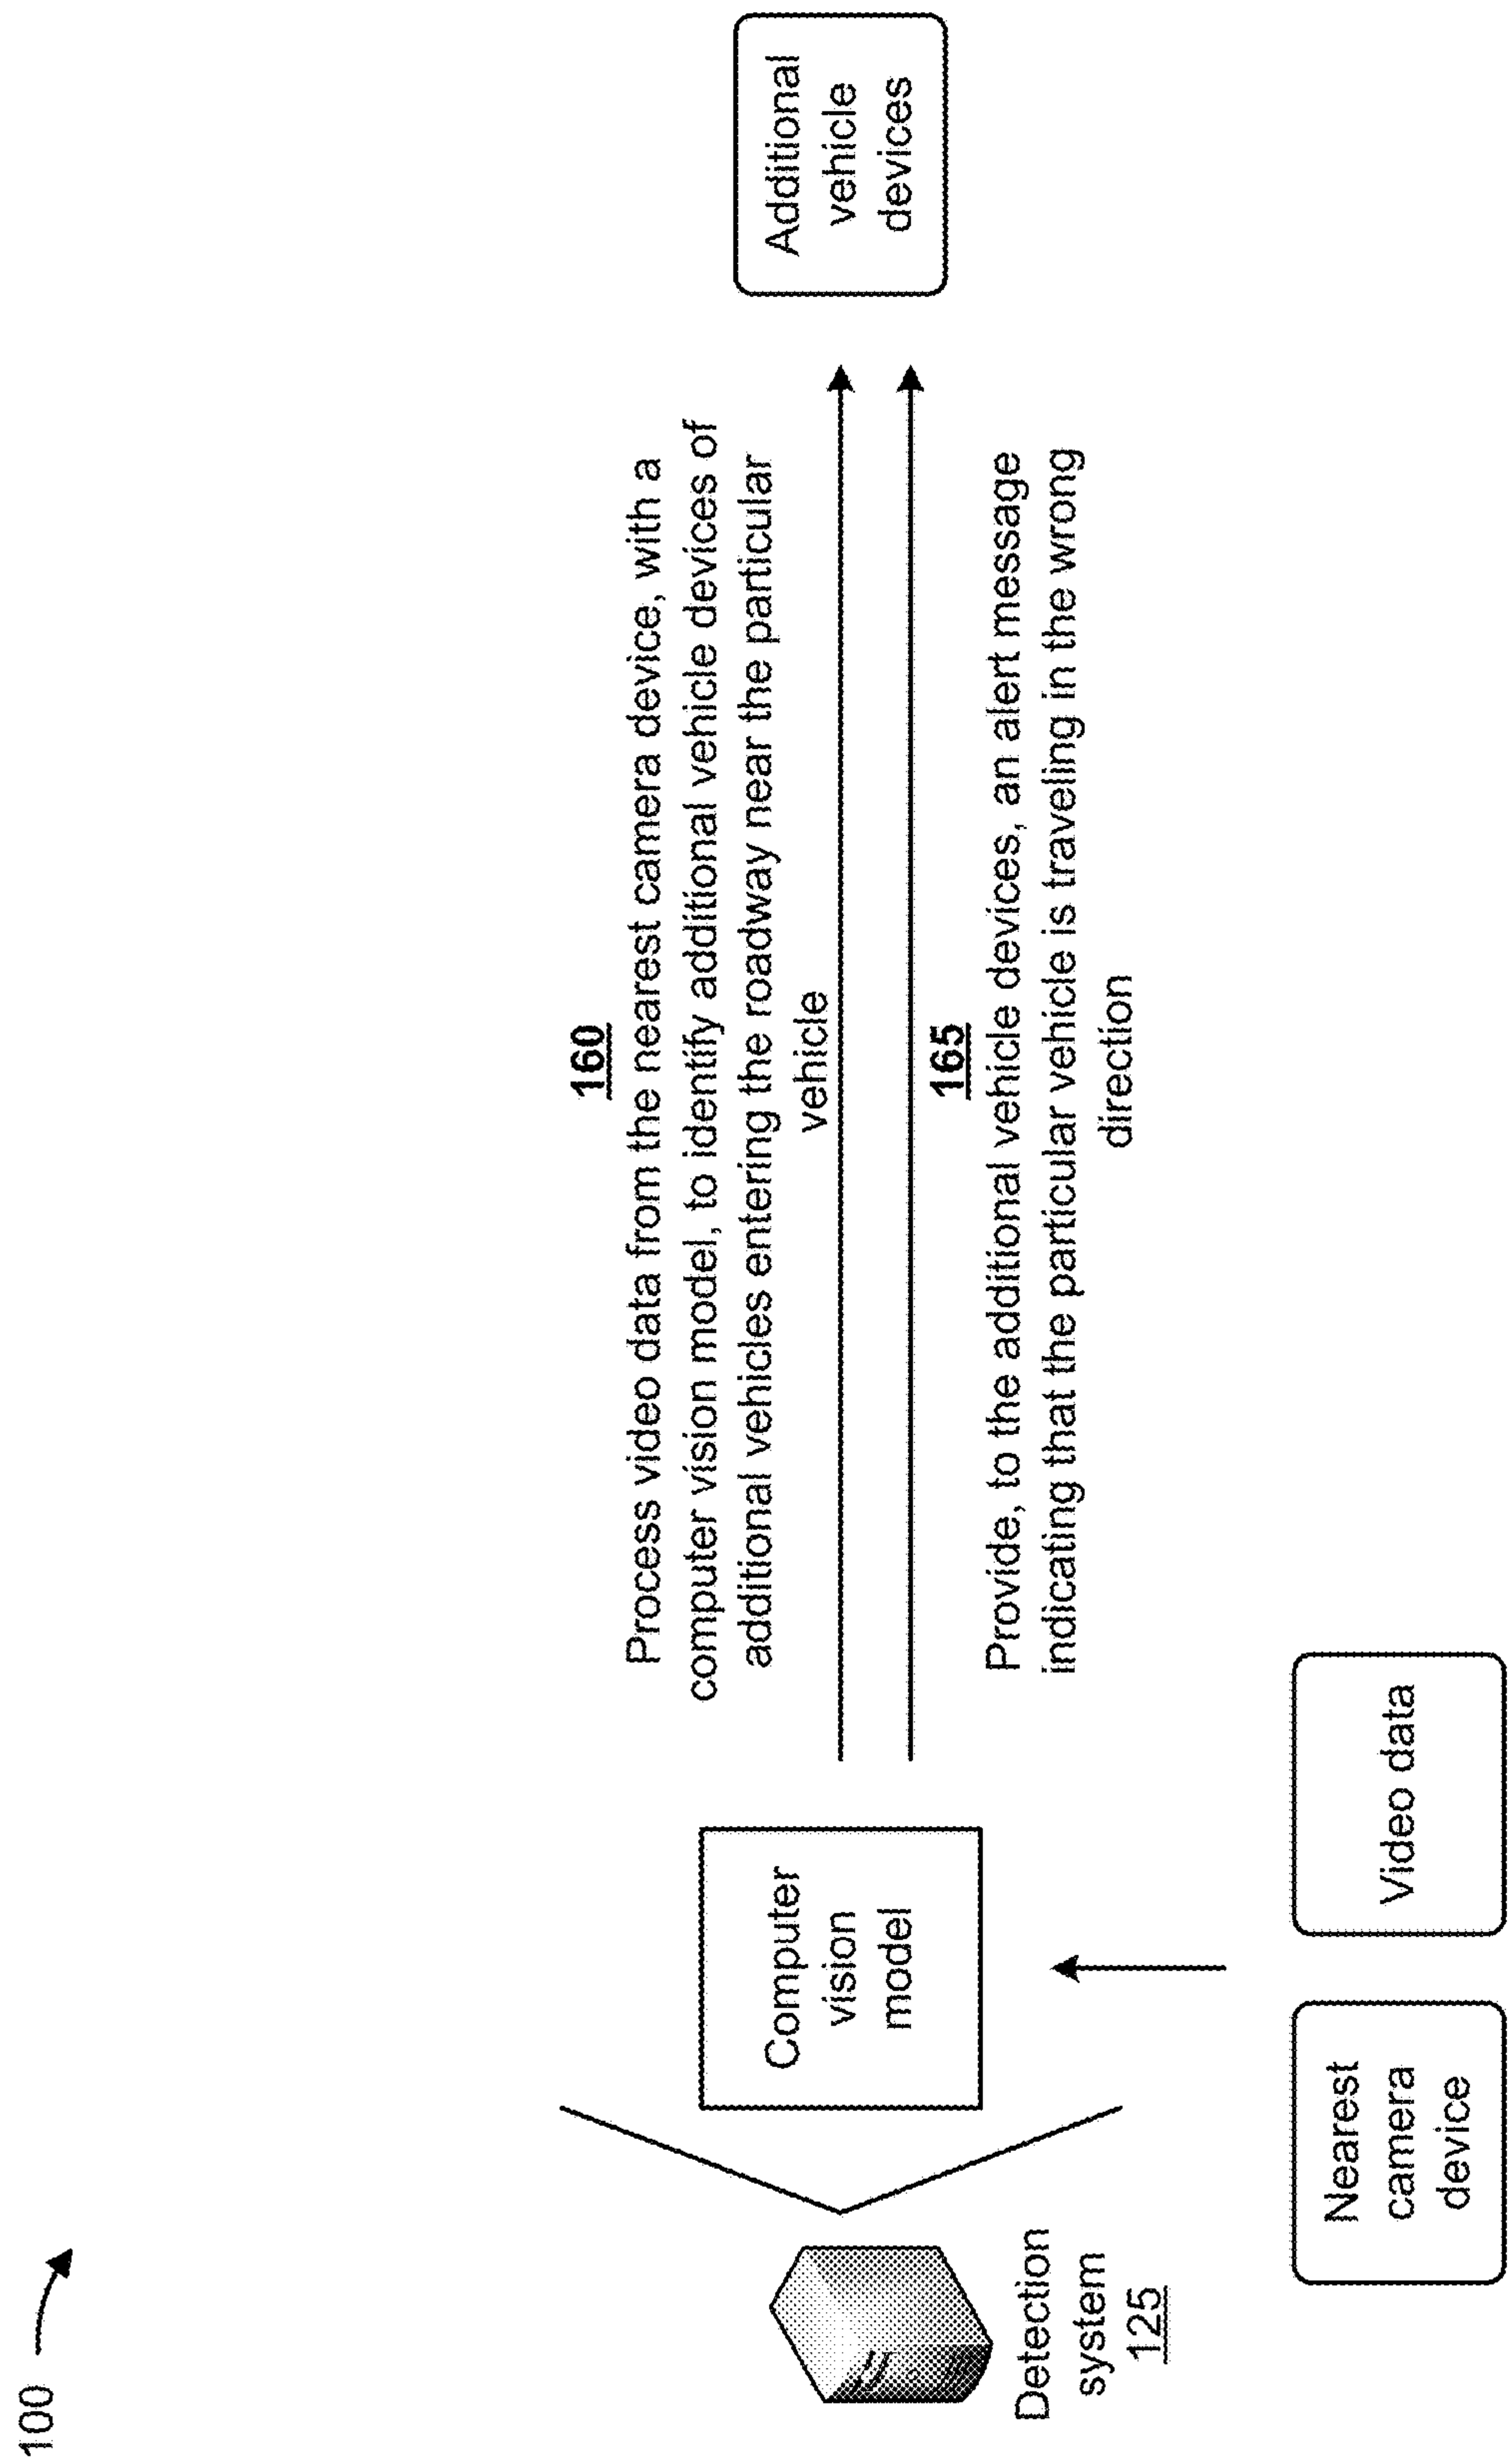 100
160
Process video data from the nearest camera device, with a
computer vision model, to identify additional vehicle devices of
additional vehicles entering the roadway near the particular
vehicle
Additional
vehicle
devices
Computer
vision
model
165
Provide, to the additional vehicle devices, an alert message
indicating that the particular vehicle is traveling in the wrong
direction
Detection
system
125
Nearest
camera
device
Video data